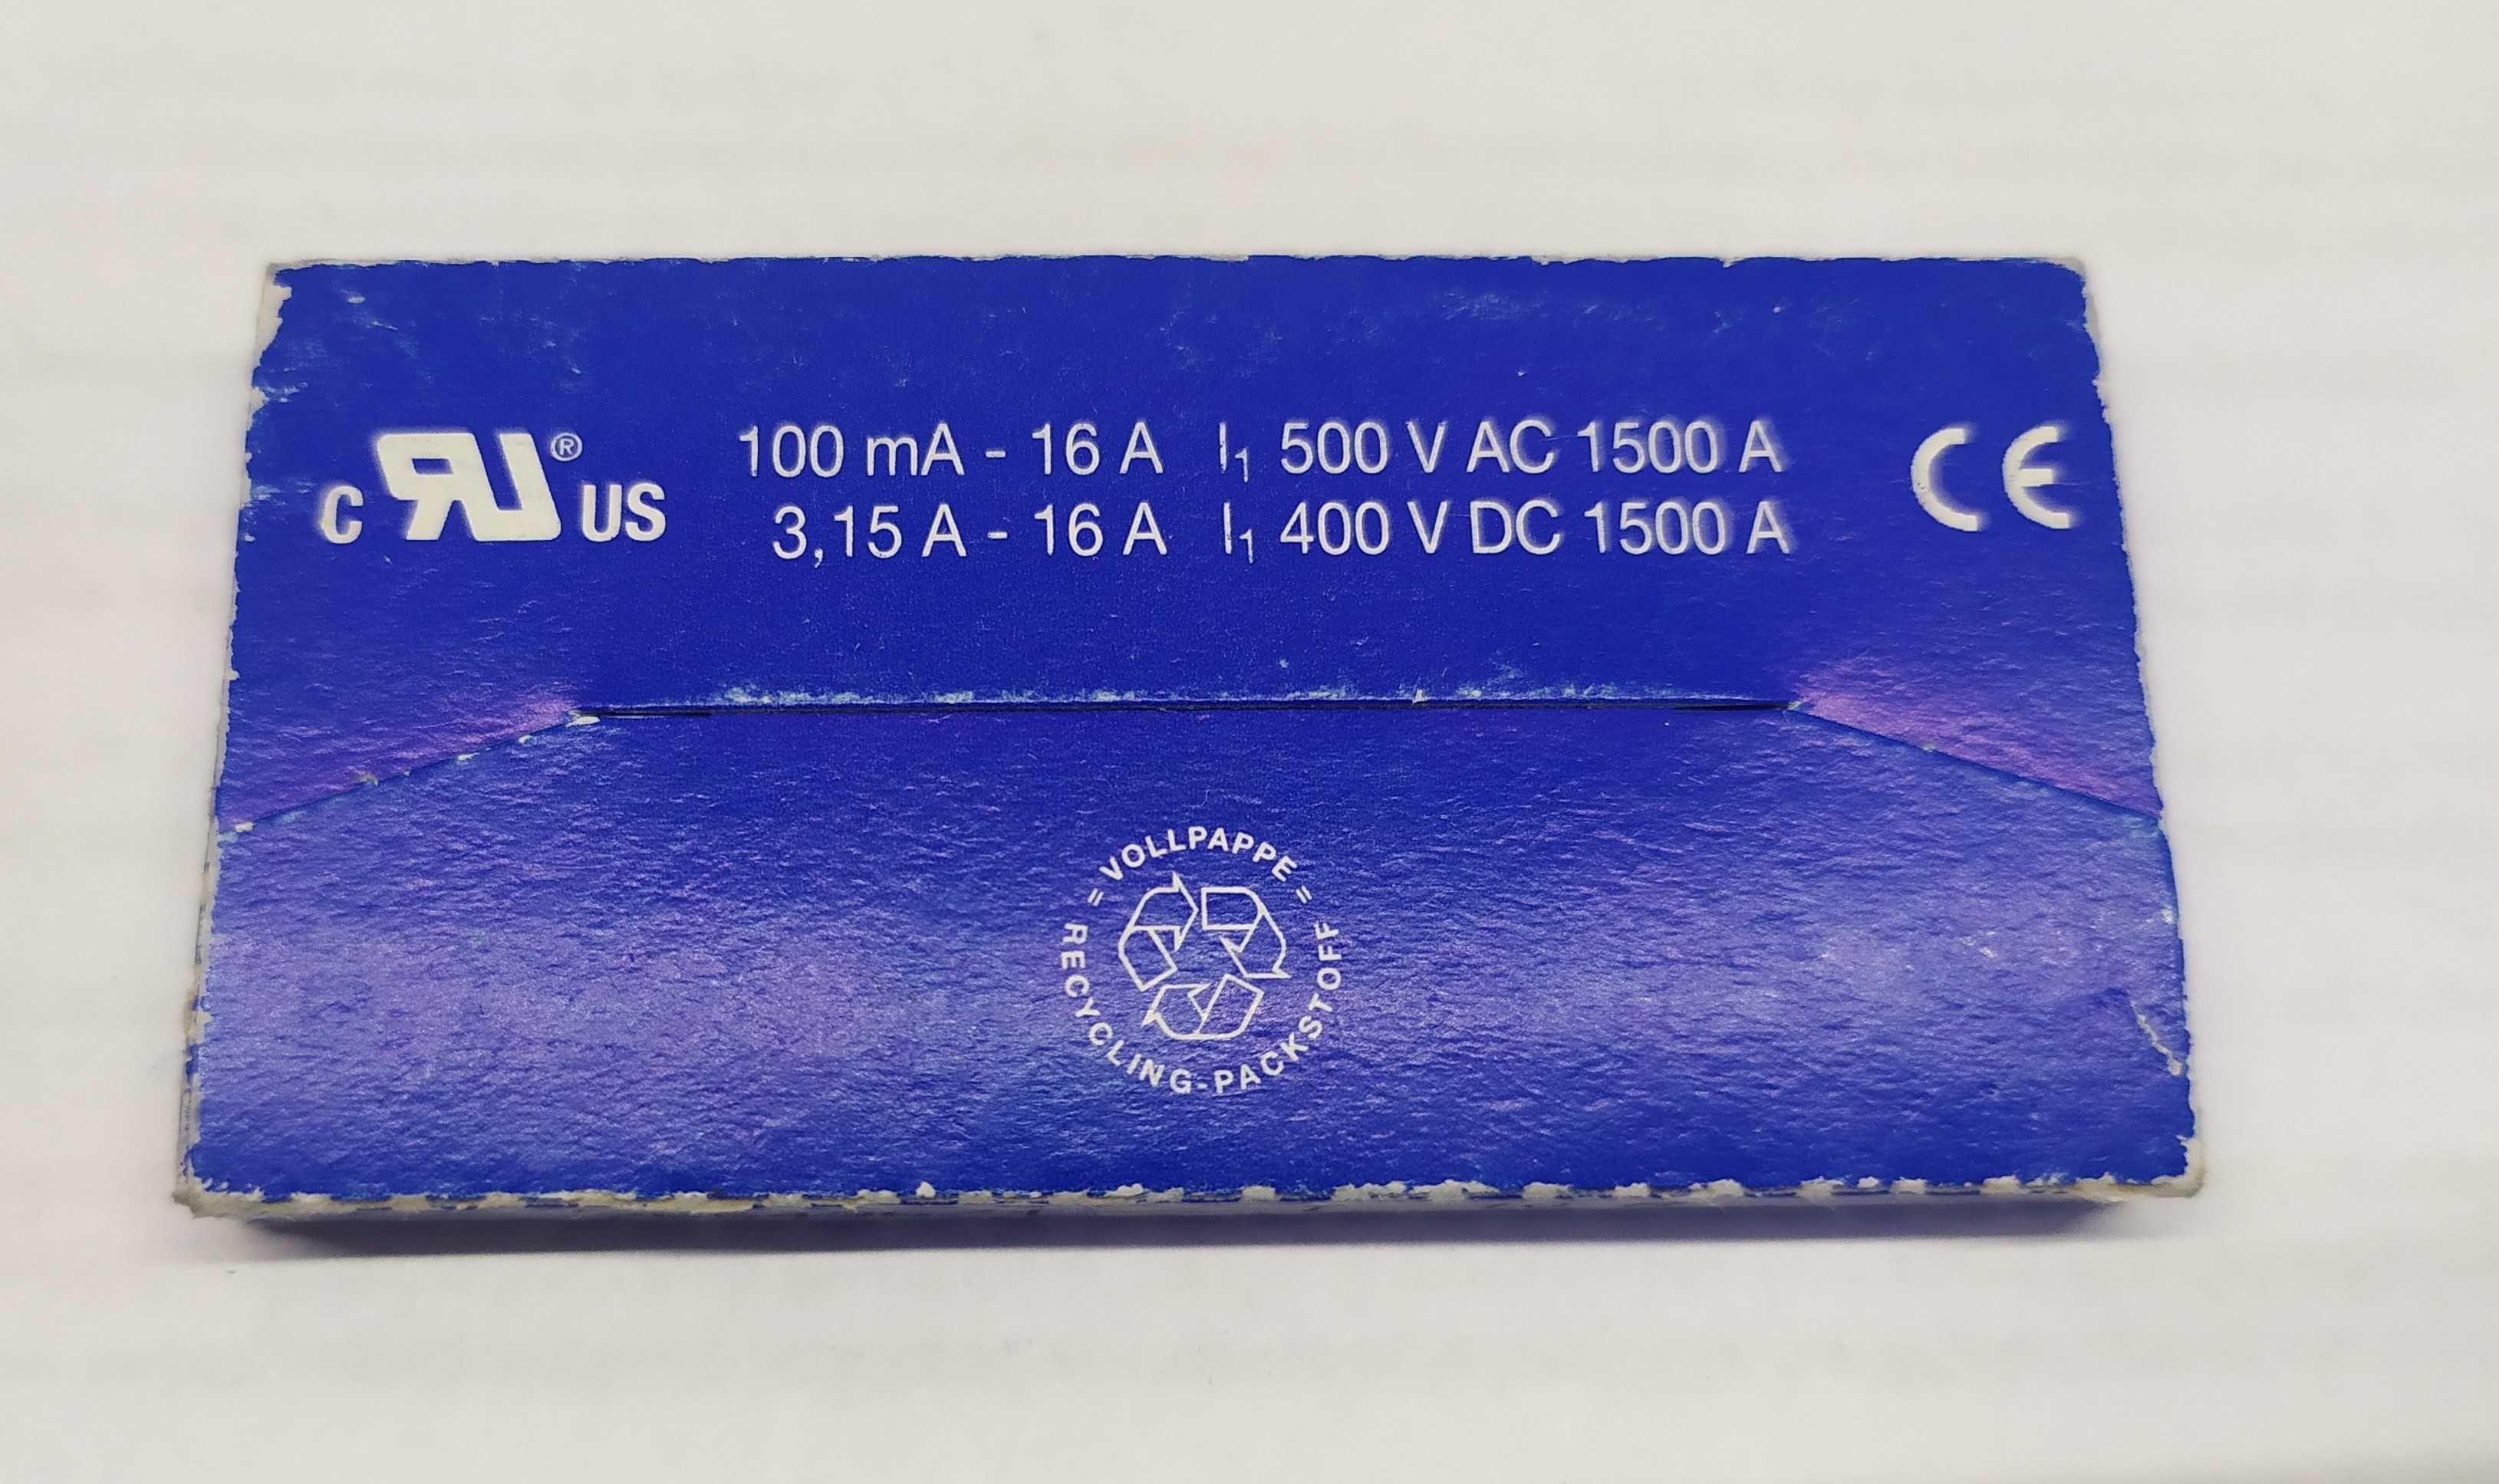 c RU® US
100 mA - 16 A I₁ 500 V AC 1500 A
3,15 A - 16 A I₁ 400 V DC 1500 A
CE
= VOLLPAPPE =
RECYCLING-PACKSTOFF